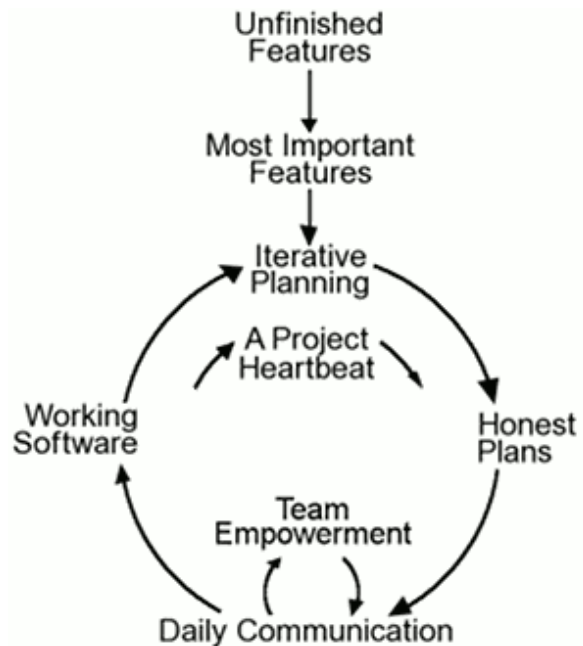 Unfinished
Features
Most Important
Features
Iterative
Planning
A Project
Heartbeat
Working
Software
Honest
Plans
Team
Empowerment
Daily Communication